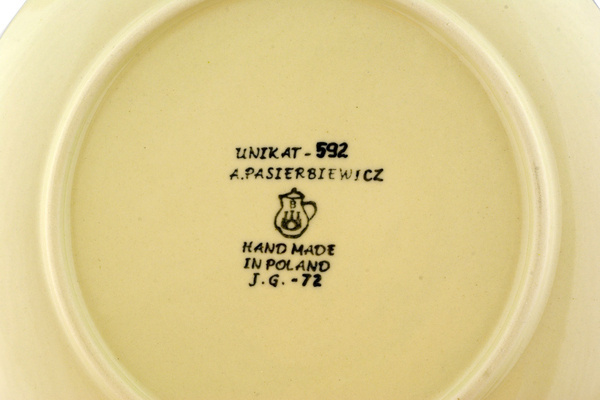 UNIKAT - 592
A.PASIERBIEWICZ
B
HAND MADE
IN POLAND
J.G. - 72